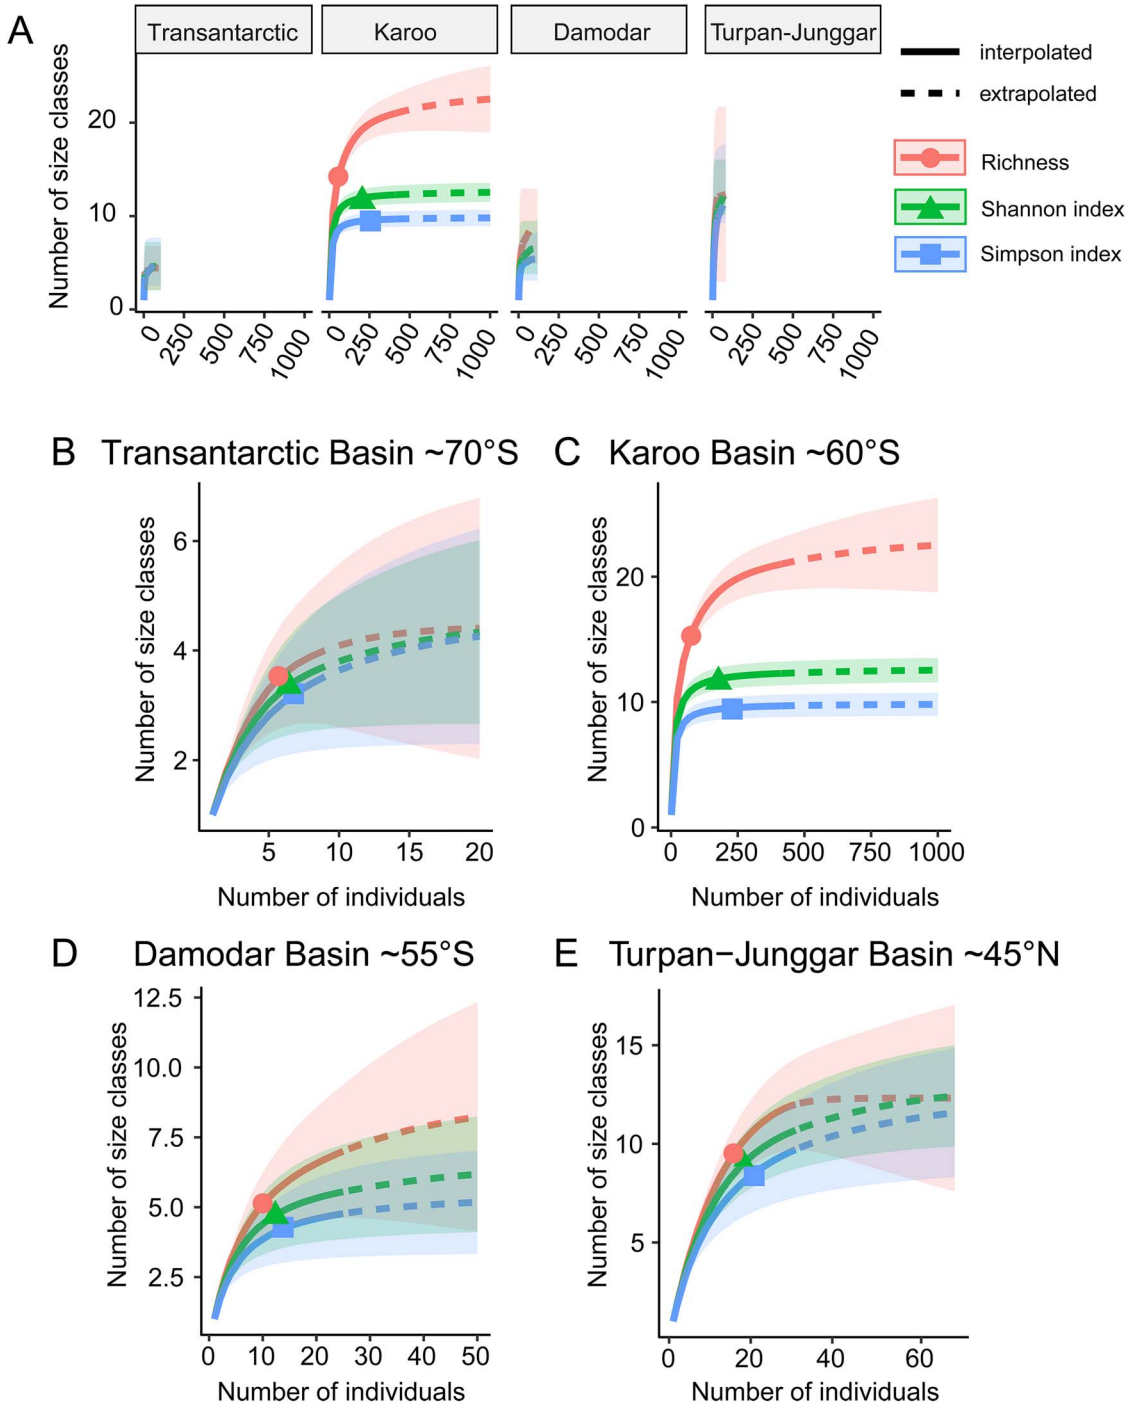 A
Transantarctic
Karoo
Damodar
Turpan-Junggar
Number of size classes
20
10
0
0 250 500 750 1000
0 250 500 750 1000
0 250 500 750 1000
0 250 500 750 1000
interpolated
extrapolated
Richness
Shannon index
Simpson index
B Transantarctic Basin ~70°S
Number of size classes
6
4
2
5 10 15 20
Number of individuals
C Karoo Basin ~60°S
Number of size classes
20
10
0
0 250 500 750 1000
Number of individuals
D Damodar Basin ~55°S
Number of size classes
12.5
10.0
7.5
5.0
2.5
0 10 20 30 40 50
Number of individuals
E Turpan−Junggar Basin ~45°N
Number of size classes
15
10
5
0 20 40 60
Number of individuals